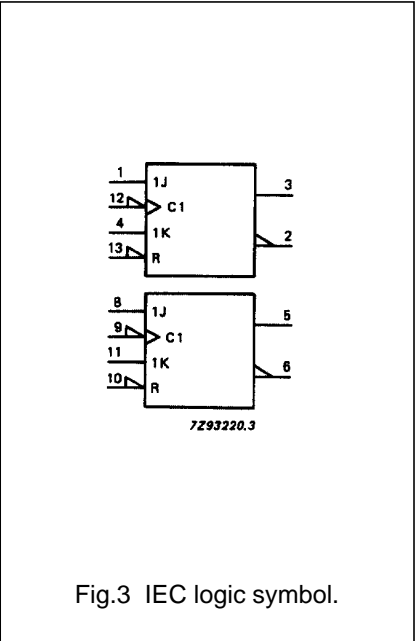 1 1J 3
12 C1
4 1K 2
13 R
8 1J 5
9 C1
11 1K 6
10 R
7Z93220.3
Fig.3 IEC logic symbol.